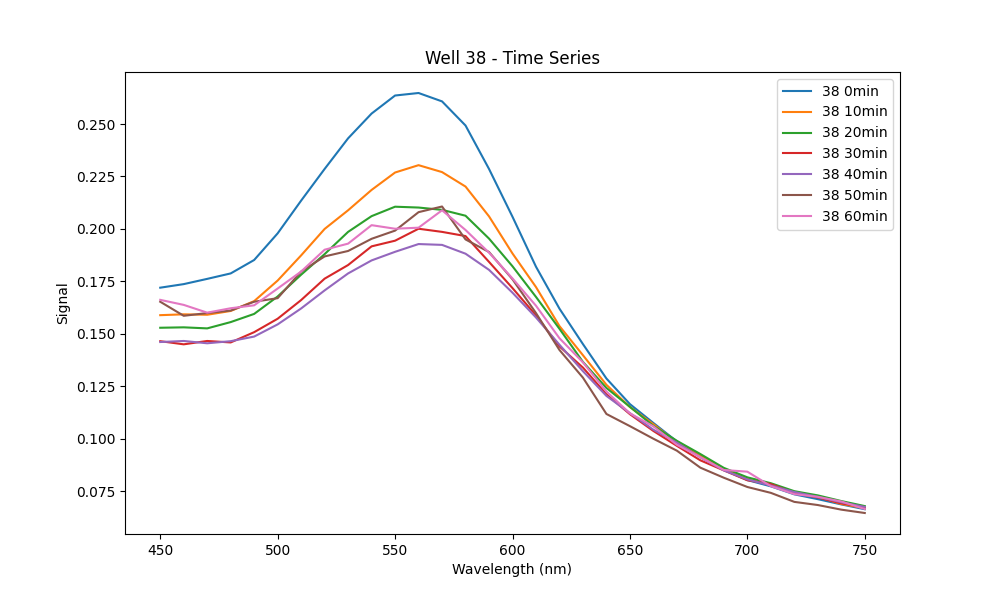 Well 38 - Time Series
38 0min
38 10min
38 20min
38 30min
38 40min
38 50min
38 60min
Signal
0.250
0.225
0.200
0.175
0.150
0.125
0.100
0.075
450 500 550 600 650 700 750
Wavelength (nm)